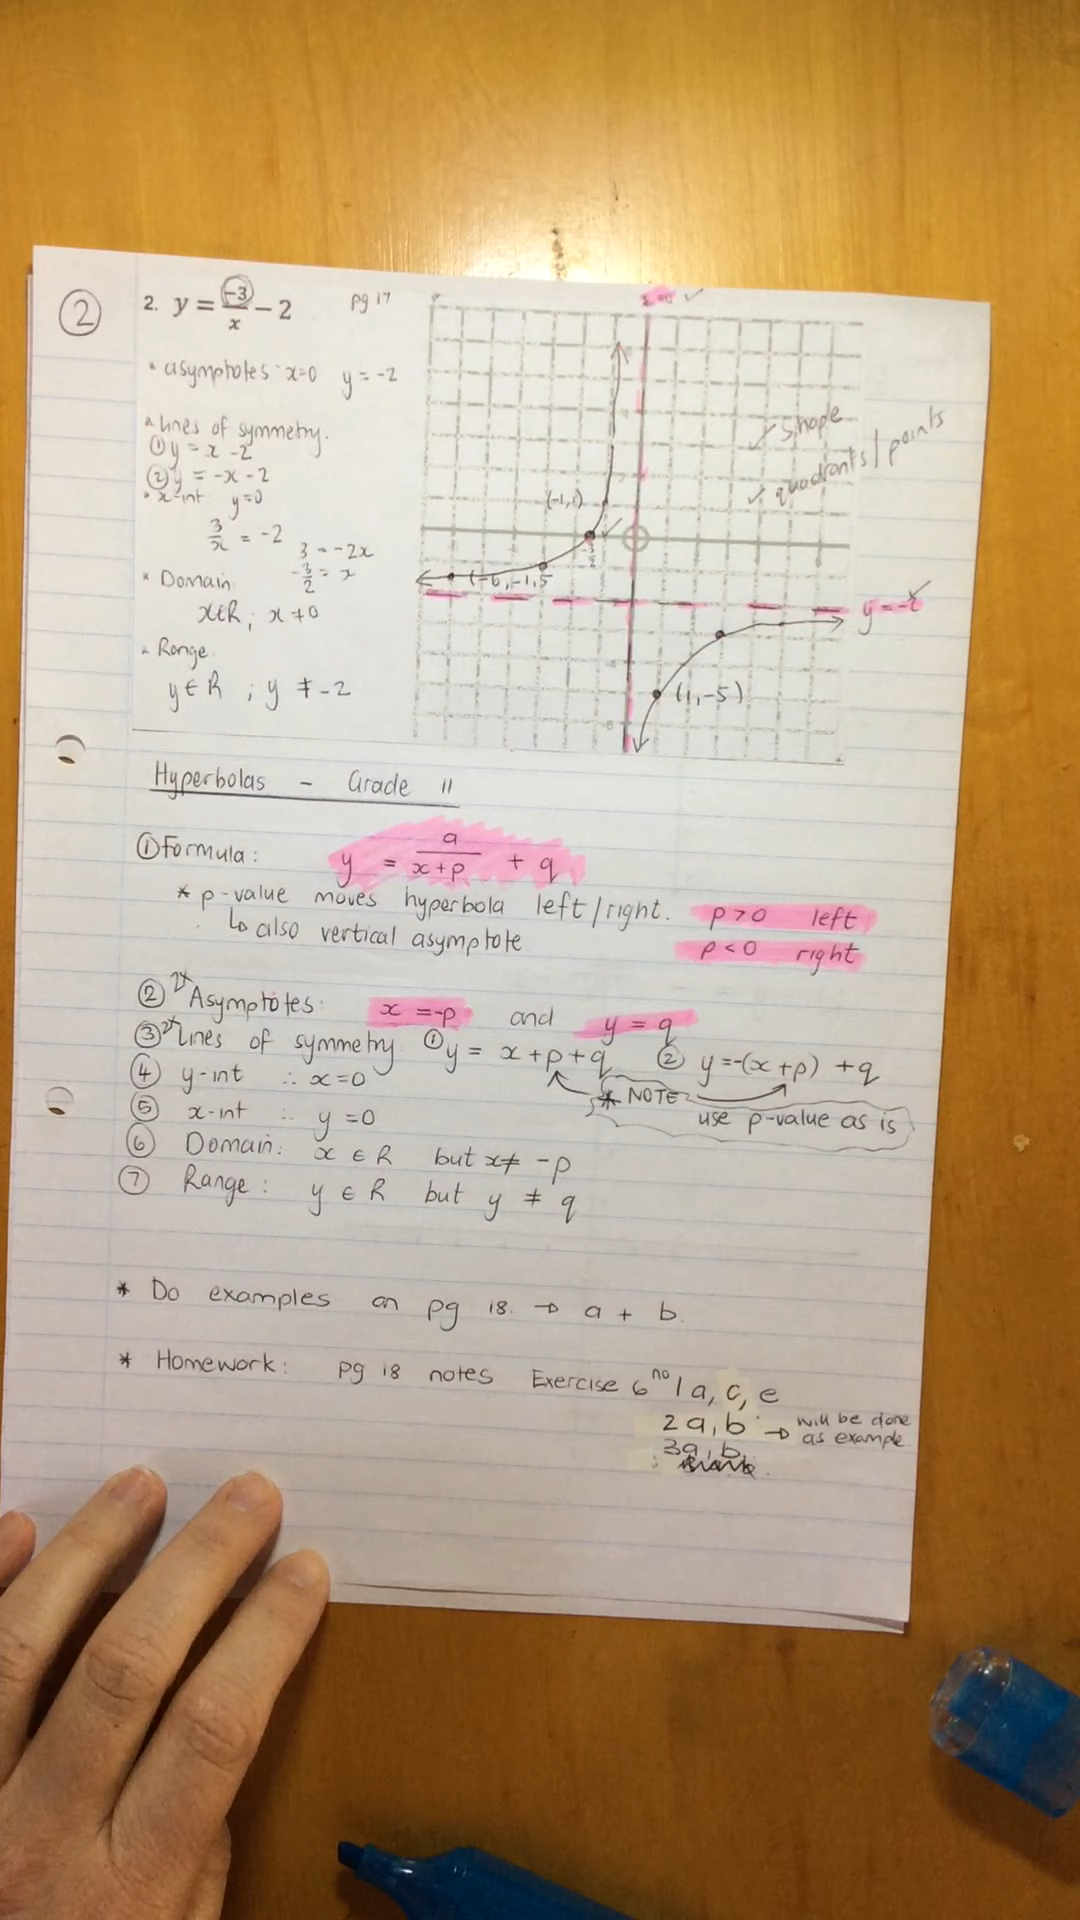 ②
2. y = -3/x - 2 pg 17
x=0 ✓
* asymptotes: x=0 y = -2
* lines of symmetry.
① y = x - 2
② y = -x - 2
* x-int y=0
3/x = -2
3 = -2x
-3/2 = x
* Domain:
x∈R ; x ≠ 0
* Range
y ∈ R ; y ≠ -2
✓ Shape
✓ quadrants / points
(-1,1)
-3/2
(-6,-1,5
y = -2
(1,-5)
Hyperbolas - Grade 11
① Formula: y = a/(x+p) + q
* p-value moves hyperbola left/right. p > 0 left
↳ also vertical asymptote p < 0 right
② 2x Asymptotes: x = -p and y = q
③ 2x Lines of symmetry ① y = x+p+q ② y = -(x+p) + q
④ y-int ∴ x=0
* NOTE
use p-value as is
⑤ x-int ∴ y=0
⑥ Domain: x ∈ R but x ≠ -p
⑦ Range: y ∈ R but y ≠ q
* Do examples on pg 18. → a + b.
* Homework: pg 18 notes Exercise 6 no 1 a, c, e
2 a, b → will be done
as example
3a, b